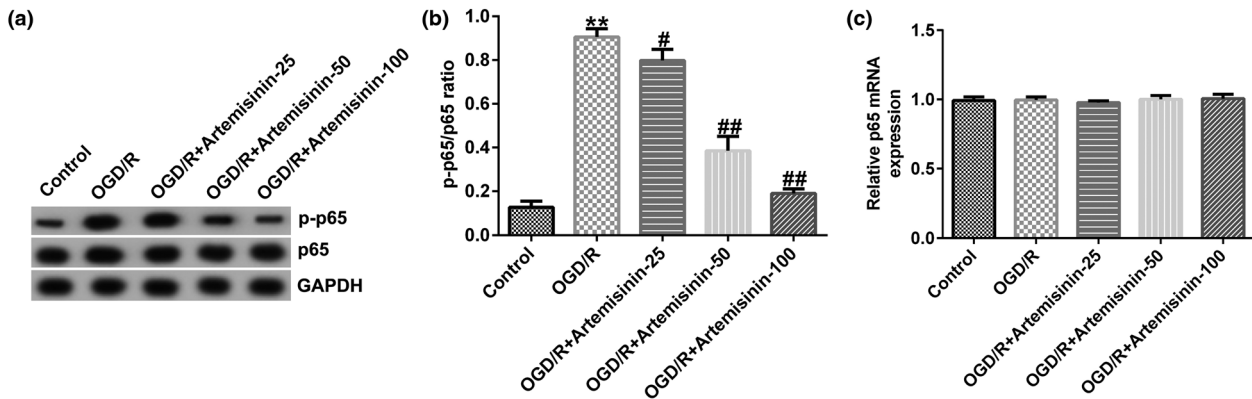 (a)
Control
OGD/R
OGD/R+Artemisinin-25
OGD/R+Artemisinin-50
OGD/R+Artemisinin-100
p-p65
p65
GAPDH
(b)
p-p65/p65 ratio
1.0
0.8
0.6
0.4
0.2
0.0
**
#
##
##
Control
OGD/R
OGD/R+Artemisinin-25
OGD/R+Artemisinin-50
OGD/R+Artemisinin-100
(c)
Relative p65 mRNA
expression
1.5
1.0
0.5
0.0
Control
OGD/R
OGD/R+Artemisinin-25
OGD/R+Artemisinin-50
OGD/R+Artemisinin-100